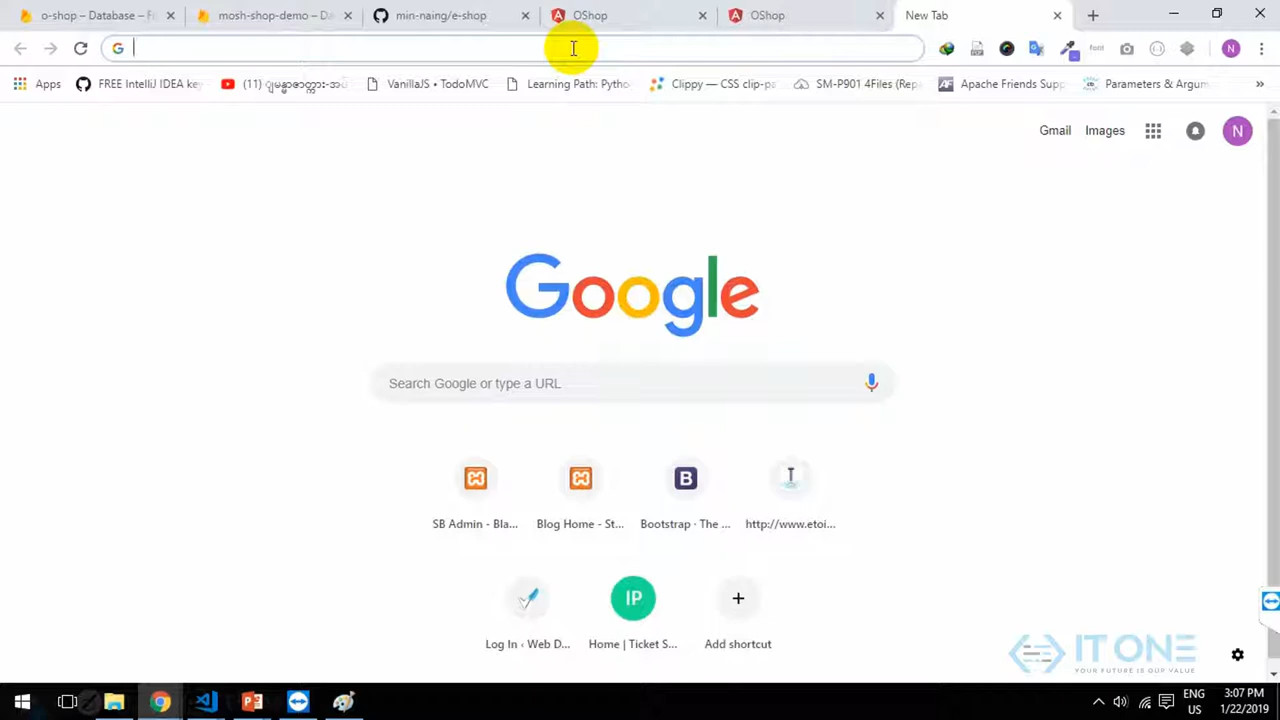 o-shop – Database – Fi
mosh-shop-demo – Da
min-naing/e-shop
OShop
OShop
New Tab
Apps
FREE IntelliJ IDEA key
VanillaJS • TodoMVC
Learning Path: Pytho
Clippy — CSS clip-pa
SM-P901 4Files (Repa
Apache Friends Supp
Parameters & Argum
Gmail
Images
N
Google
Search Google or type a URL
SB Admin - Bla...
Blog Home - St...
Bootstrap · The ...
http://www.etoi...
IP
Log In ‹ Web D...
Home | Ticket S...
Add shortcut
IT ONE
YOUR FUTURE IS OUR VALUE
ENG
US
3:07 PM
1/22/2019